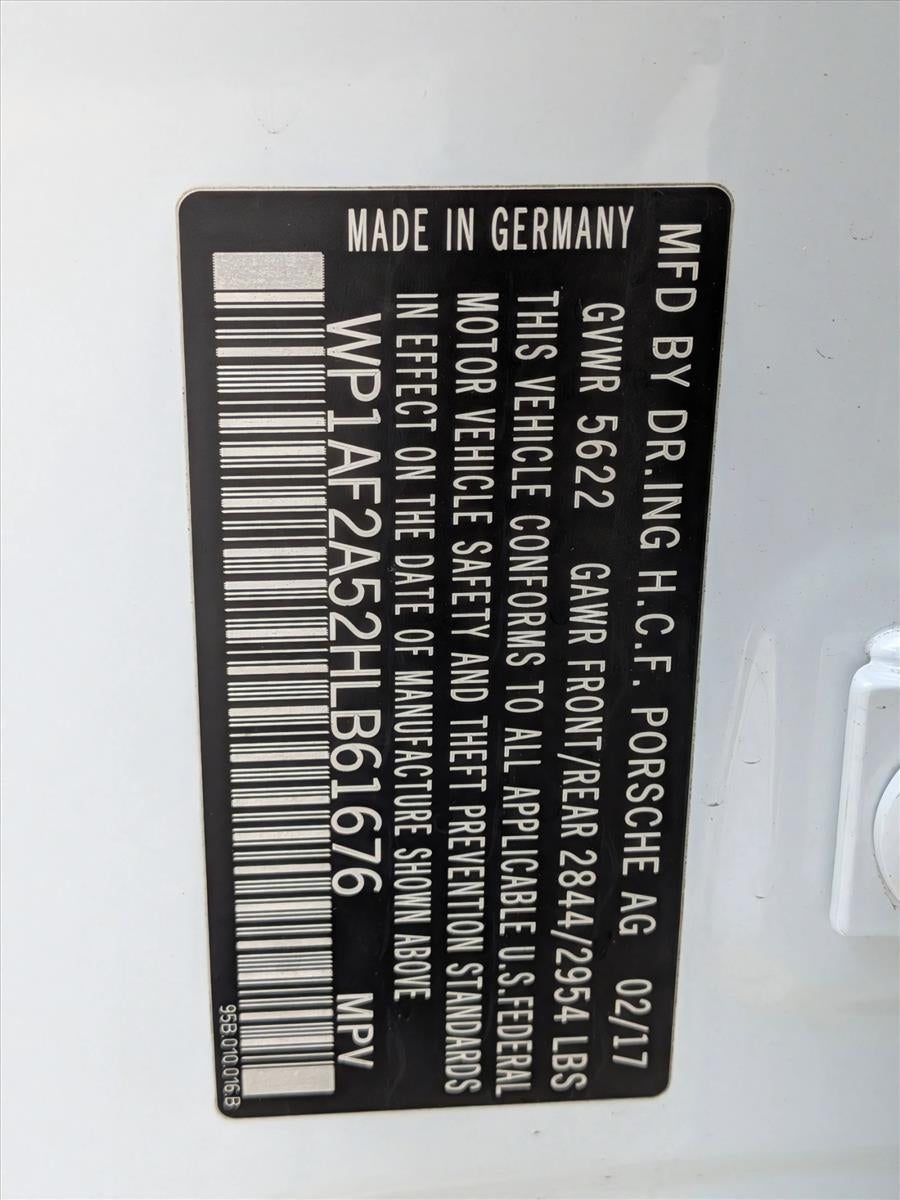 MFD BY DR.ING H.C.F. PORSCHE AG 02/17
GVWR 5622 GAWR FRONT/REAR 2844/2954 LBS
THIS VEHICLE CONFORMS TO ALL APPLICABLE U.S.FEDERAL
MOTOR VEHICLE SAFETY AND THEFT PREVENTION STANDARDS
IN EFFECT ON THE DATE OF MANUFACTURE SHOWN ABOVE
WP1AF2A52HLB61676 MPV
95B.010.016.B
MADE IN GERMANY